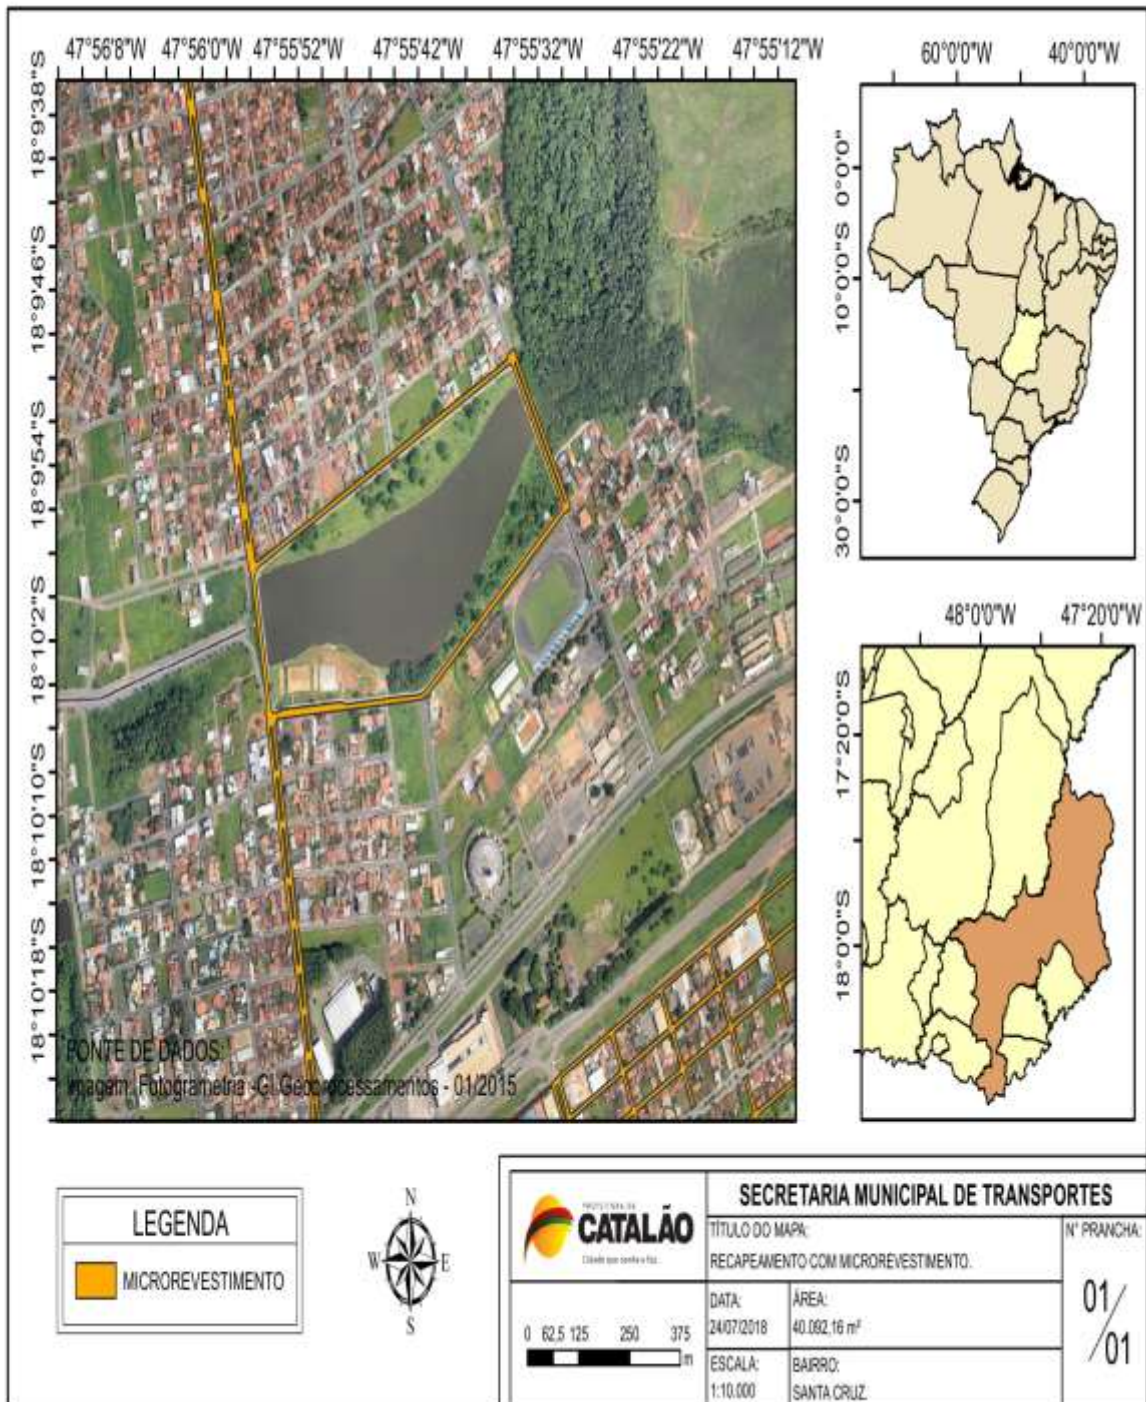 47°56'8"W 47°56'0"W 47°55'52"W 47°55'42"W 47°55'32"W 47°55'22"W 47°55'12"W
18°9'38"S
18°9'46"S
18°9'54"S
18°10'2"S
18°10'10"S
18°10'18"S
FONTE DE DADOS:
Imagem: Fotogrametria -GI Geoprocessamentos - 01/2015
60°0'0"W 40°0'0"W
0°0'0"
10°0'0"S
30°0'0"S
48°0'0"W 47°20'0"W
17°20'0"S
18°0'0"S
LEGENDA
MICROREVESTIMENTO
N
W E
S
PREFEITURA DE
CATALÃO
0 62,5 125 250 375
m
SECRETARIA MUNICIPAL DE TRANSPORTES
TÍTULO DO MAPA:
RECAPEAMENTO COM MICROREVESTIMENTO.
N° PRANCHA:
01/
/01
DATA:
24/07/2018
ÁREA:
40.092,16 m²
ESCALA:
1:10.000
BAIRRO:
SANTA CRUZ.